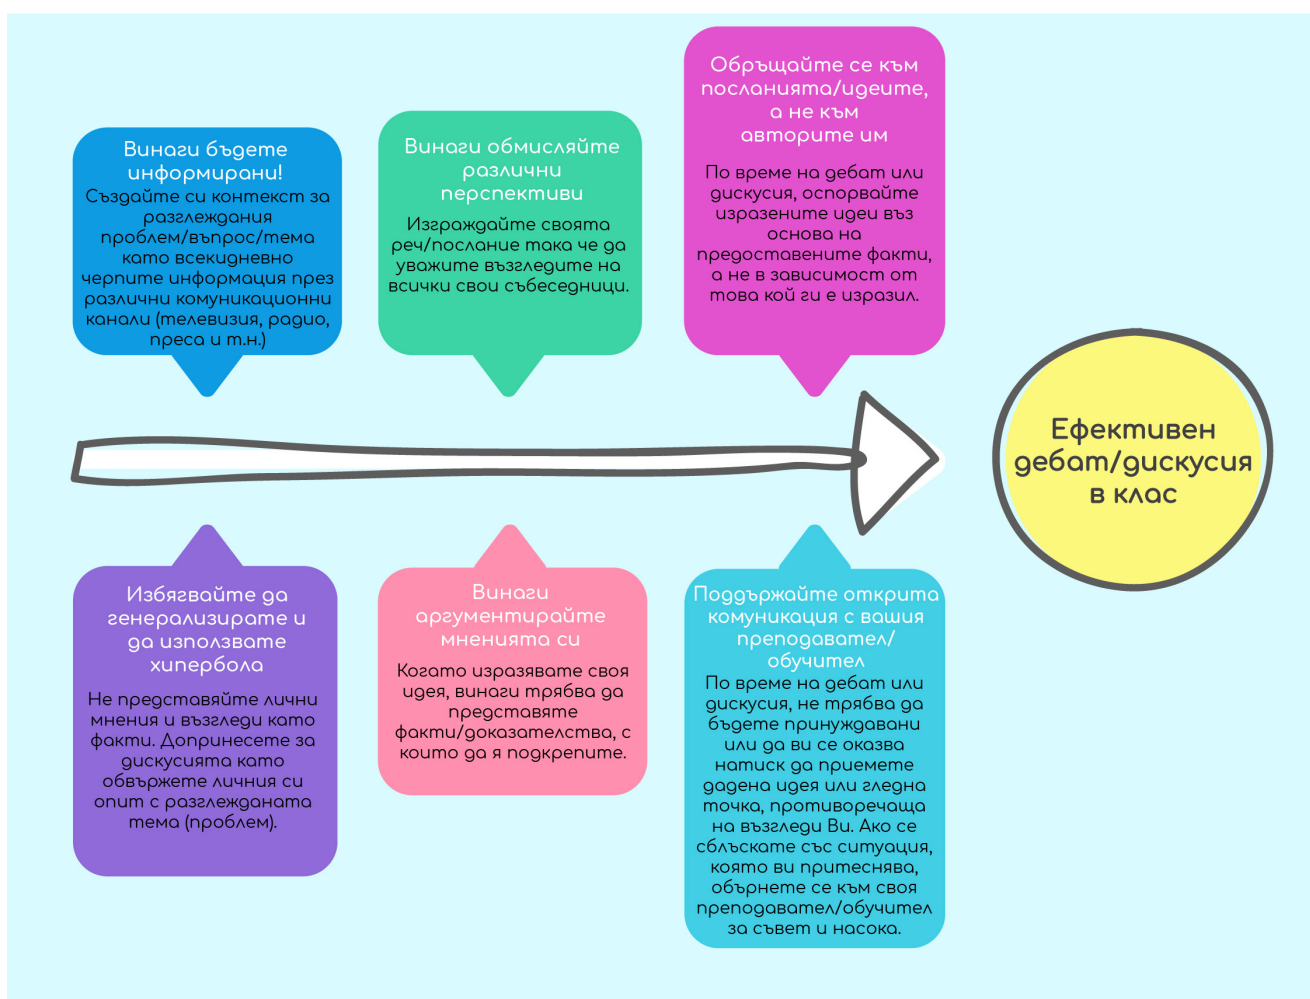 Винаги бъдете
информирани!
Създайте си контекст за
разглеждания
проблем/въпрос/тема
като всекидневно
черпите информация през
различни комуникационни
канали (телевизия, радио,
преса и т.н.)
Винаги обмисляйте
различни
перспективи
Изграждайте своята
реч/послание така че да
уважите възгледите на
всички свои събеседници.
Обръщайте се към
посланията/идеите,
а не към
авторите им
По време на дебат или
дискусия, оспорвайте
изразените идеи въз
основа на
предоставените факти,
а не в зависимост от
това кой ги е изразил.
Ефективен
дебат/дискусия
в клас
Избягвайте да
генерализирате и
да използвате
хипербола
Не представяйте лични
мнения и възгледи като
факти. Допринесете за
дискусията като
обвържете личния си
опит с разглежданата
тема (проблем).
Винаги
аргументирайте
мненията си
Когато изразявате своя
идея, винаги трябва да
представяте
факти/доказателства, с
които да я подкрепите.
Поддържайте открита
комуникация с вашия
преподавател/
обучител
По време на дебат или
дискусия, не трябва да
бъдете принуждавани
или да ви се оказва
натиск да приемете
дадена идея или гледна
точка, противоречаща
на възгледи Ви. Ако се
сблъскате със ситуация,
която ви притеснява,
обърнете се към своя
преподавател/обучител
за съвет и насока.